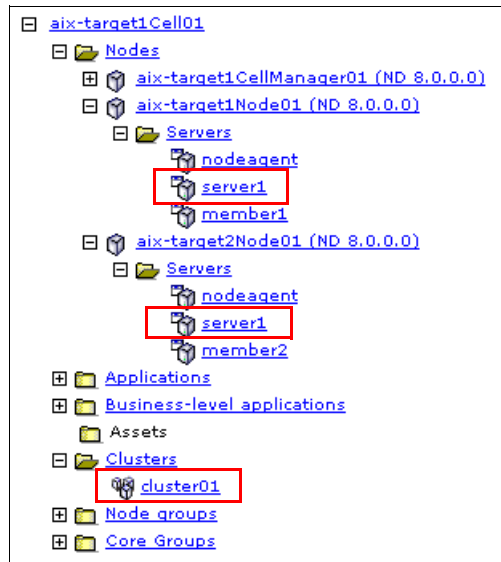 aix-target1Cell01
Nodes
aix-target1CellManager01 (ND 8.0.0.0)
aix-target1Node01 (ND 8.0.0.0)
Servers
nodeagent
server1
member1
aix-target2Node01 (ND 8.0.0.0)
Servers
nodeagent
server1
member2
Applications
Business-level applications
Assets
Clusters
cluster01
Node groups
Core Groups